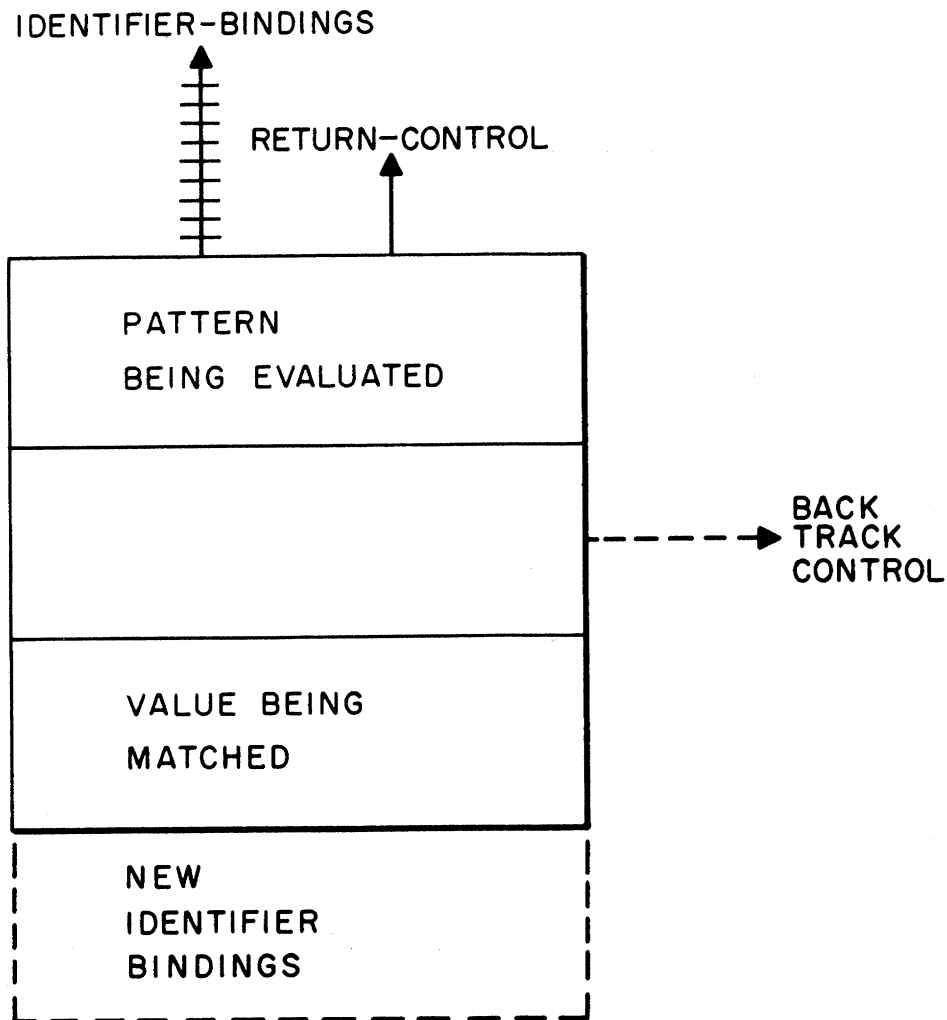 IDENTIFIER-BINDINGS
RETURN-CONTROL
PATTERN
BEING EVALUATED
BACK
TRACK
CONTROL
VALUE BEING
MATCHED
NEW
IDENTIFIER
BINDINGS